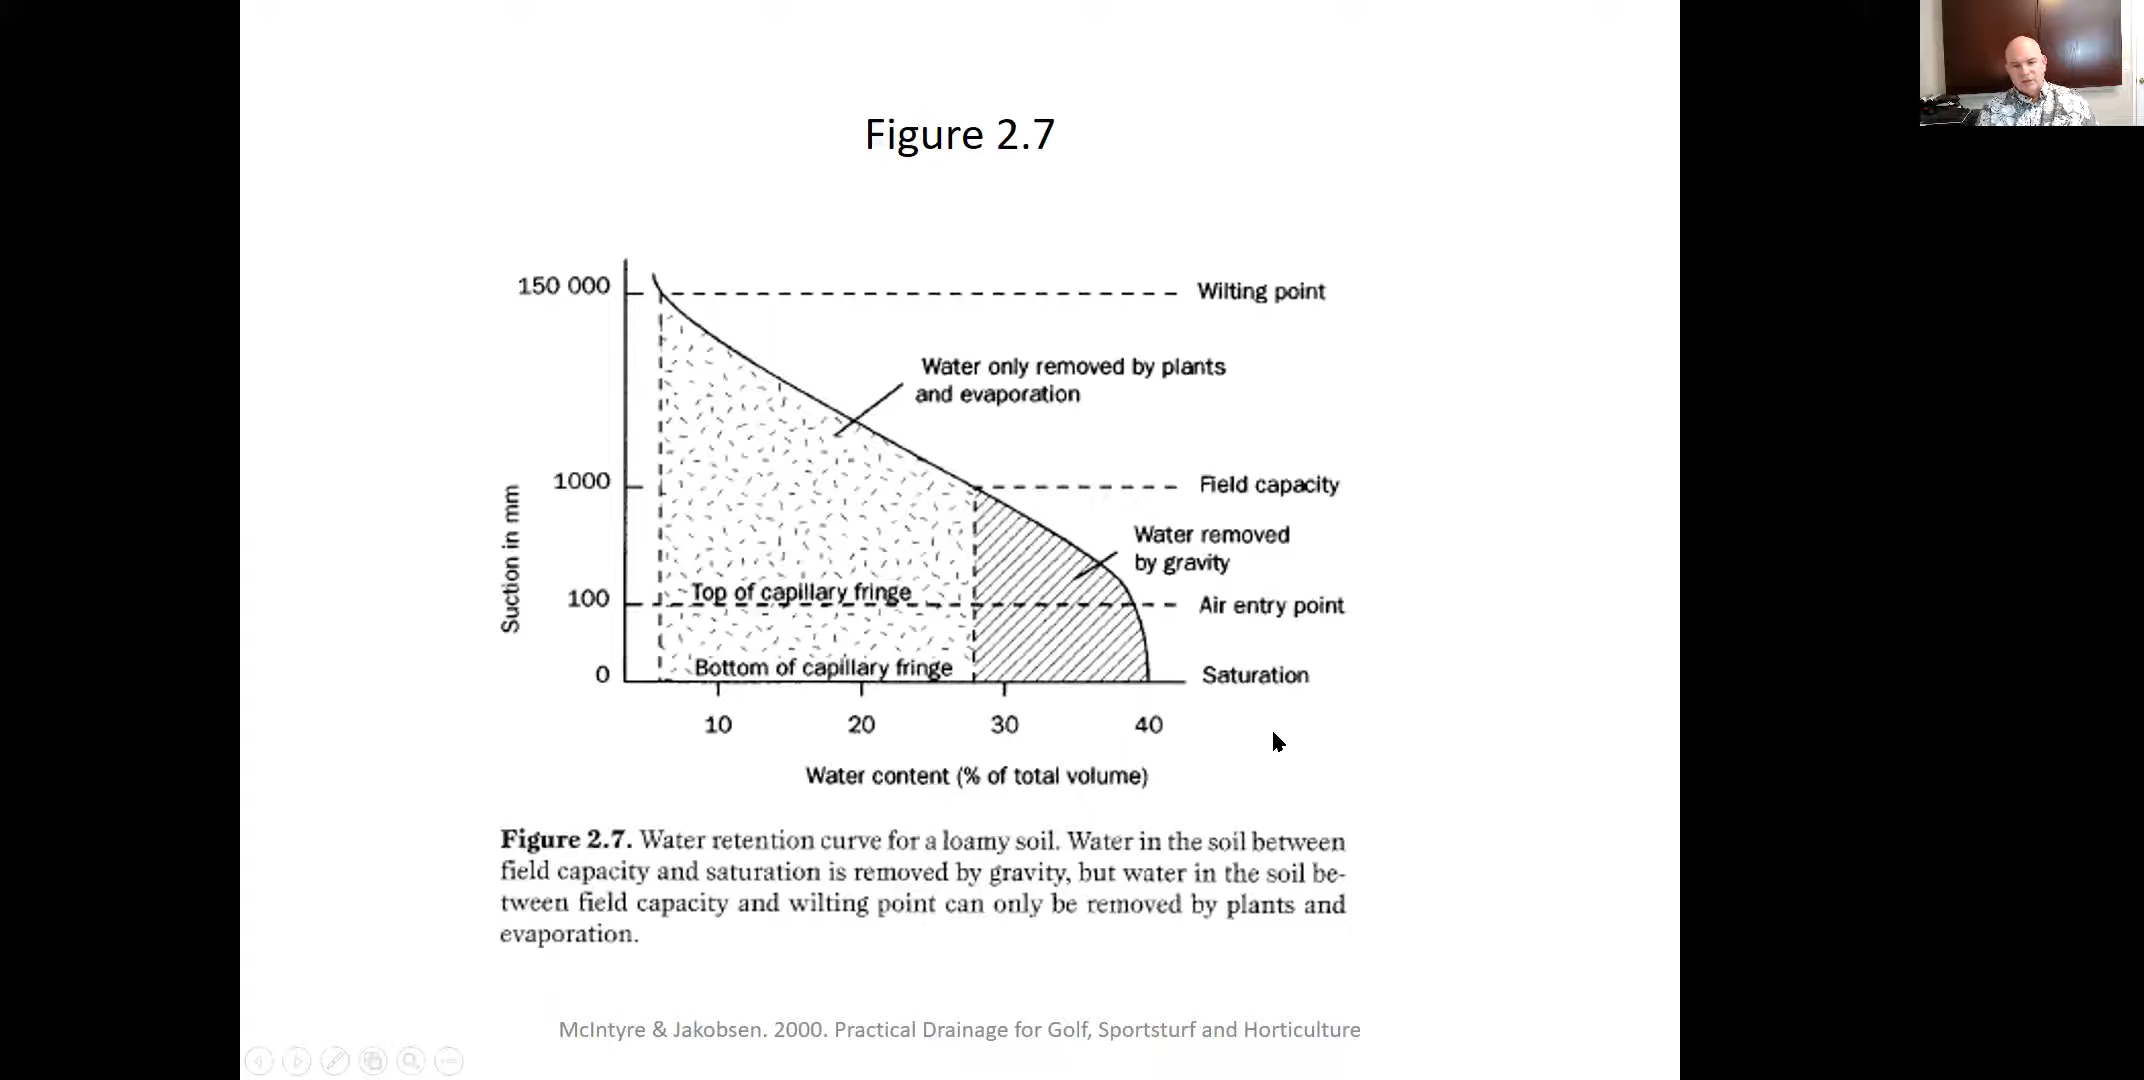 Figure 2.7
150 000
Wilting point
Water only removed by plants
and evaporation
1000
Field capacity
Water removed
by gravity
Suction in mm
Top of capillary fringe
100
Air entry point
Bottom of capillary fringe
0
Saturation
10 20 30 40
Water content (% of total volume)
Figure 2.7. Water retention curve for a loamy soil. Water in the soil between
field capacity and saturation is removed by gravity, but water in the soil be-
tween field capacity and wilting point can only be removed by plants and
evaporation.
McIntyre & Jakobsen. 2000. Practical Drainage for Golf, Sportsturf and Horticulture